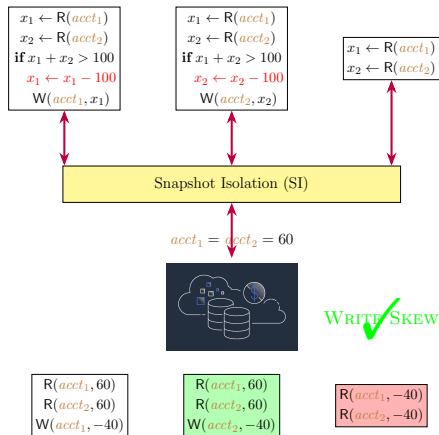 x₁ ← R(acct₁)
x₂ ← R(acct₂)
if x₁ + x₂ > 100
x₁ ← x₁ − 100
W(acct₁, x₁)
x₁ ← R(acct₁)
x₂ ← R(acct₂)
if x₁ + x₂ > 100
x₂ ← x₂ − 100
W(acct₂, x₂)
x₁ ← R(acct₁)
x₂ ← R(acct₂)
Snapshot Isolation (SI)
acct₁ = acct₂ = 60
$
WRITE SKEW
R(acct₁, 60)
R(acct₂, 60)
W(acct₁, −40)
R(acct₁, 60)
R(acct₂, 60)
W(acct₂, −40)
R(acct₁, −40)
R(acct₂, −40)